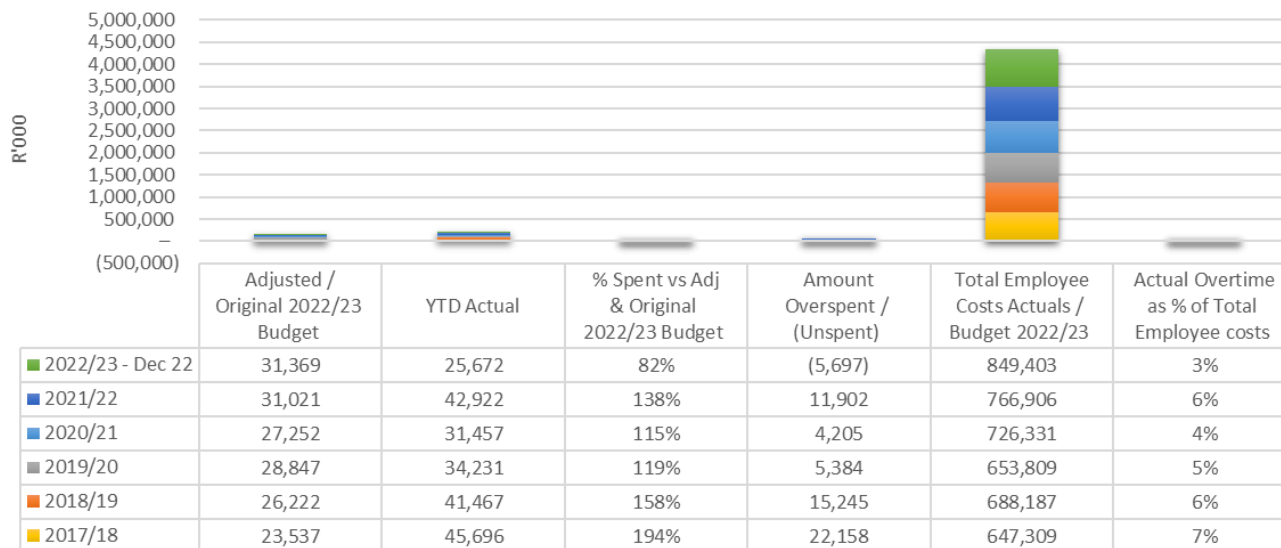 5,000,000
4,500,000
4,000,000
3,500,000
3,000,000
2,500,000
2,000,000
1,500,000
1,000,000
500,000
–
(500,000)
R'000
Adjusted / Original 2022/23 Budget
YTD Actual
% Spent vs Adj & Original 2022/23 Budget
Amount Overspent / (Unspent)
Total Employee Costs Actuals / Budget 2022/23
Actual Overtime as % of Total Employee costs
2022/23 - Dec 22 31,369 25,672 82% (5,697) 849,403 3%
2021/22 31,021 42,922 138% 11,902 766,906 6%
2020/21 27,252 31,457 115% 4,205 726,331 4%
2019/20 28,847 34,231 119% 5,384 653,809 5%
2018/19 26,222 41,467 158% 15,245 688,187 6%
2017/18 23,537 45,696 194% 22,158 647,309 7%